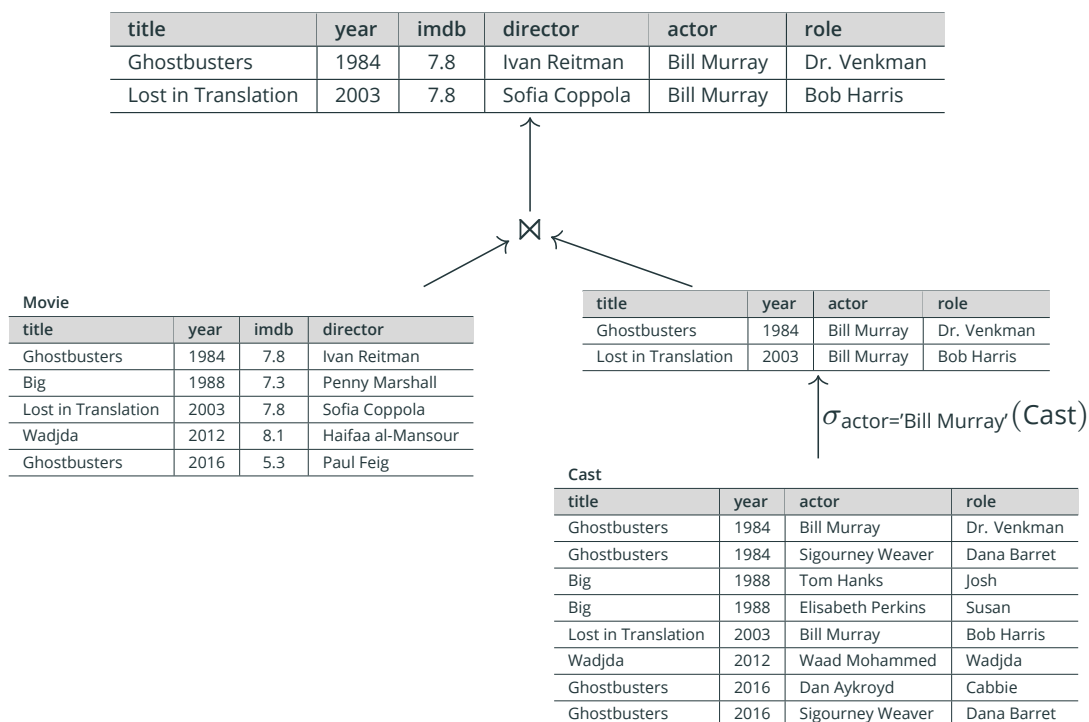 title year imdb director actor role
Ghostbusters 1984 7.8 Ivan Reitman Bill Murray Dr. Venkman
Lost in Translation 2003 7.8 Sofia Coppola Bill Murray Bob Harris
⋈
Movie
title year imdb director
Ghostbusters 1984 7.8 Ivan Reitman
Big 1988 7.3 Penny Marshall
Lost in Translation 2003 7.8 Sofia Coppola
Wadjda 2012 8.1 Haifaa al-Mansour
Ghostbusters 2016 5.3 Paul Feig
title year actor role
Ghostbusters 1984 Bill Murray Dr. Venkman
Lost in Translation 2003 Bill Murray Bob Harris
σactor='Bill Murray'(Cast)
Cast
title year actor role
Ghostbusters 1984 Bill Murray Dr. Venkman
Ghostbusters 1984 Sigourney Weaver Dana Barret
Big 1988 Tom Hanks Josh
Big 1988 Elisabeth Perkins Susan
Lost in Translation 2003 Bill Murray Bob Harris
Wadjda 2012 Waad Mohammed Wadjda
Ghostbusters 2016 Dan Aykroyd Cabbie
Ghostbusters 2016 Sigourney Weaver Dana Barret